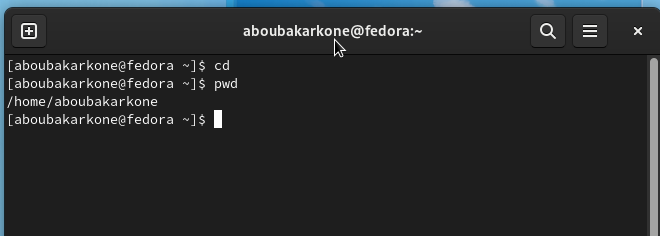 aboubakarkone@fedora:~
[aboubakarkone@fedora ~]$ cd
[aboubakarkone@fedora ~]$ pwd
/home/aboubakarkone
[aboubakarkone@fedora ~]$